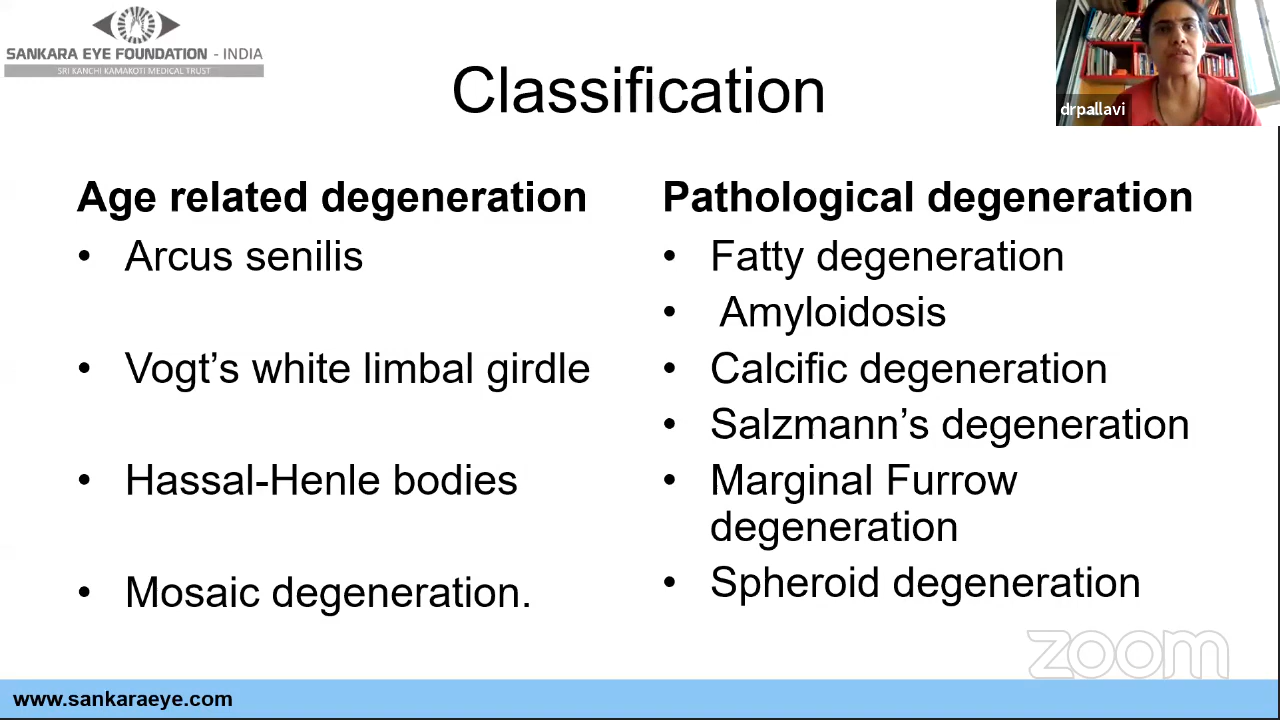 SANKARA EYE FOUNDATION - INDIA
SRI KANCHI KAMAKOTI MEDICAL TRUST
drpallavi
Classification
Age related degeneration
• Arcus senilis
• Vogt’s white limbal girdle
• Hassal-Henle bodies
• Mosaic degeneration.
Pathological degeneration
• Fatty degeneration
• Amyloidosis
• Calcific degeneration
• Salzmann’s degeneration
• Marginal Furrow
degeneration
• Spheroid degeneration
zoom
www.sankaraeye.com